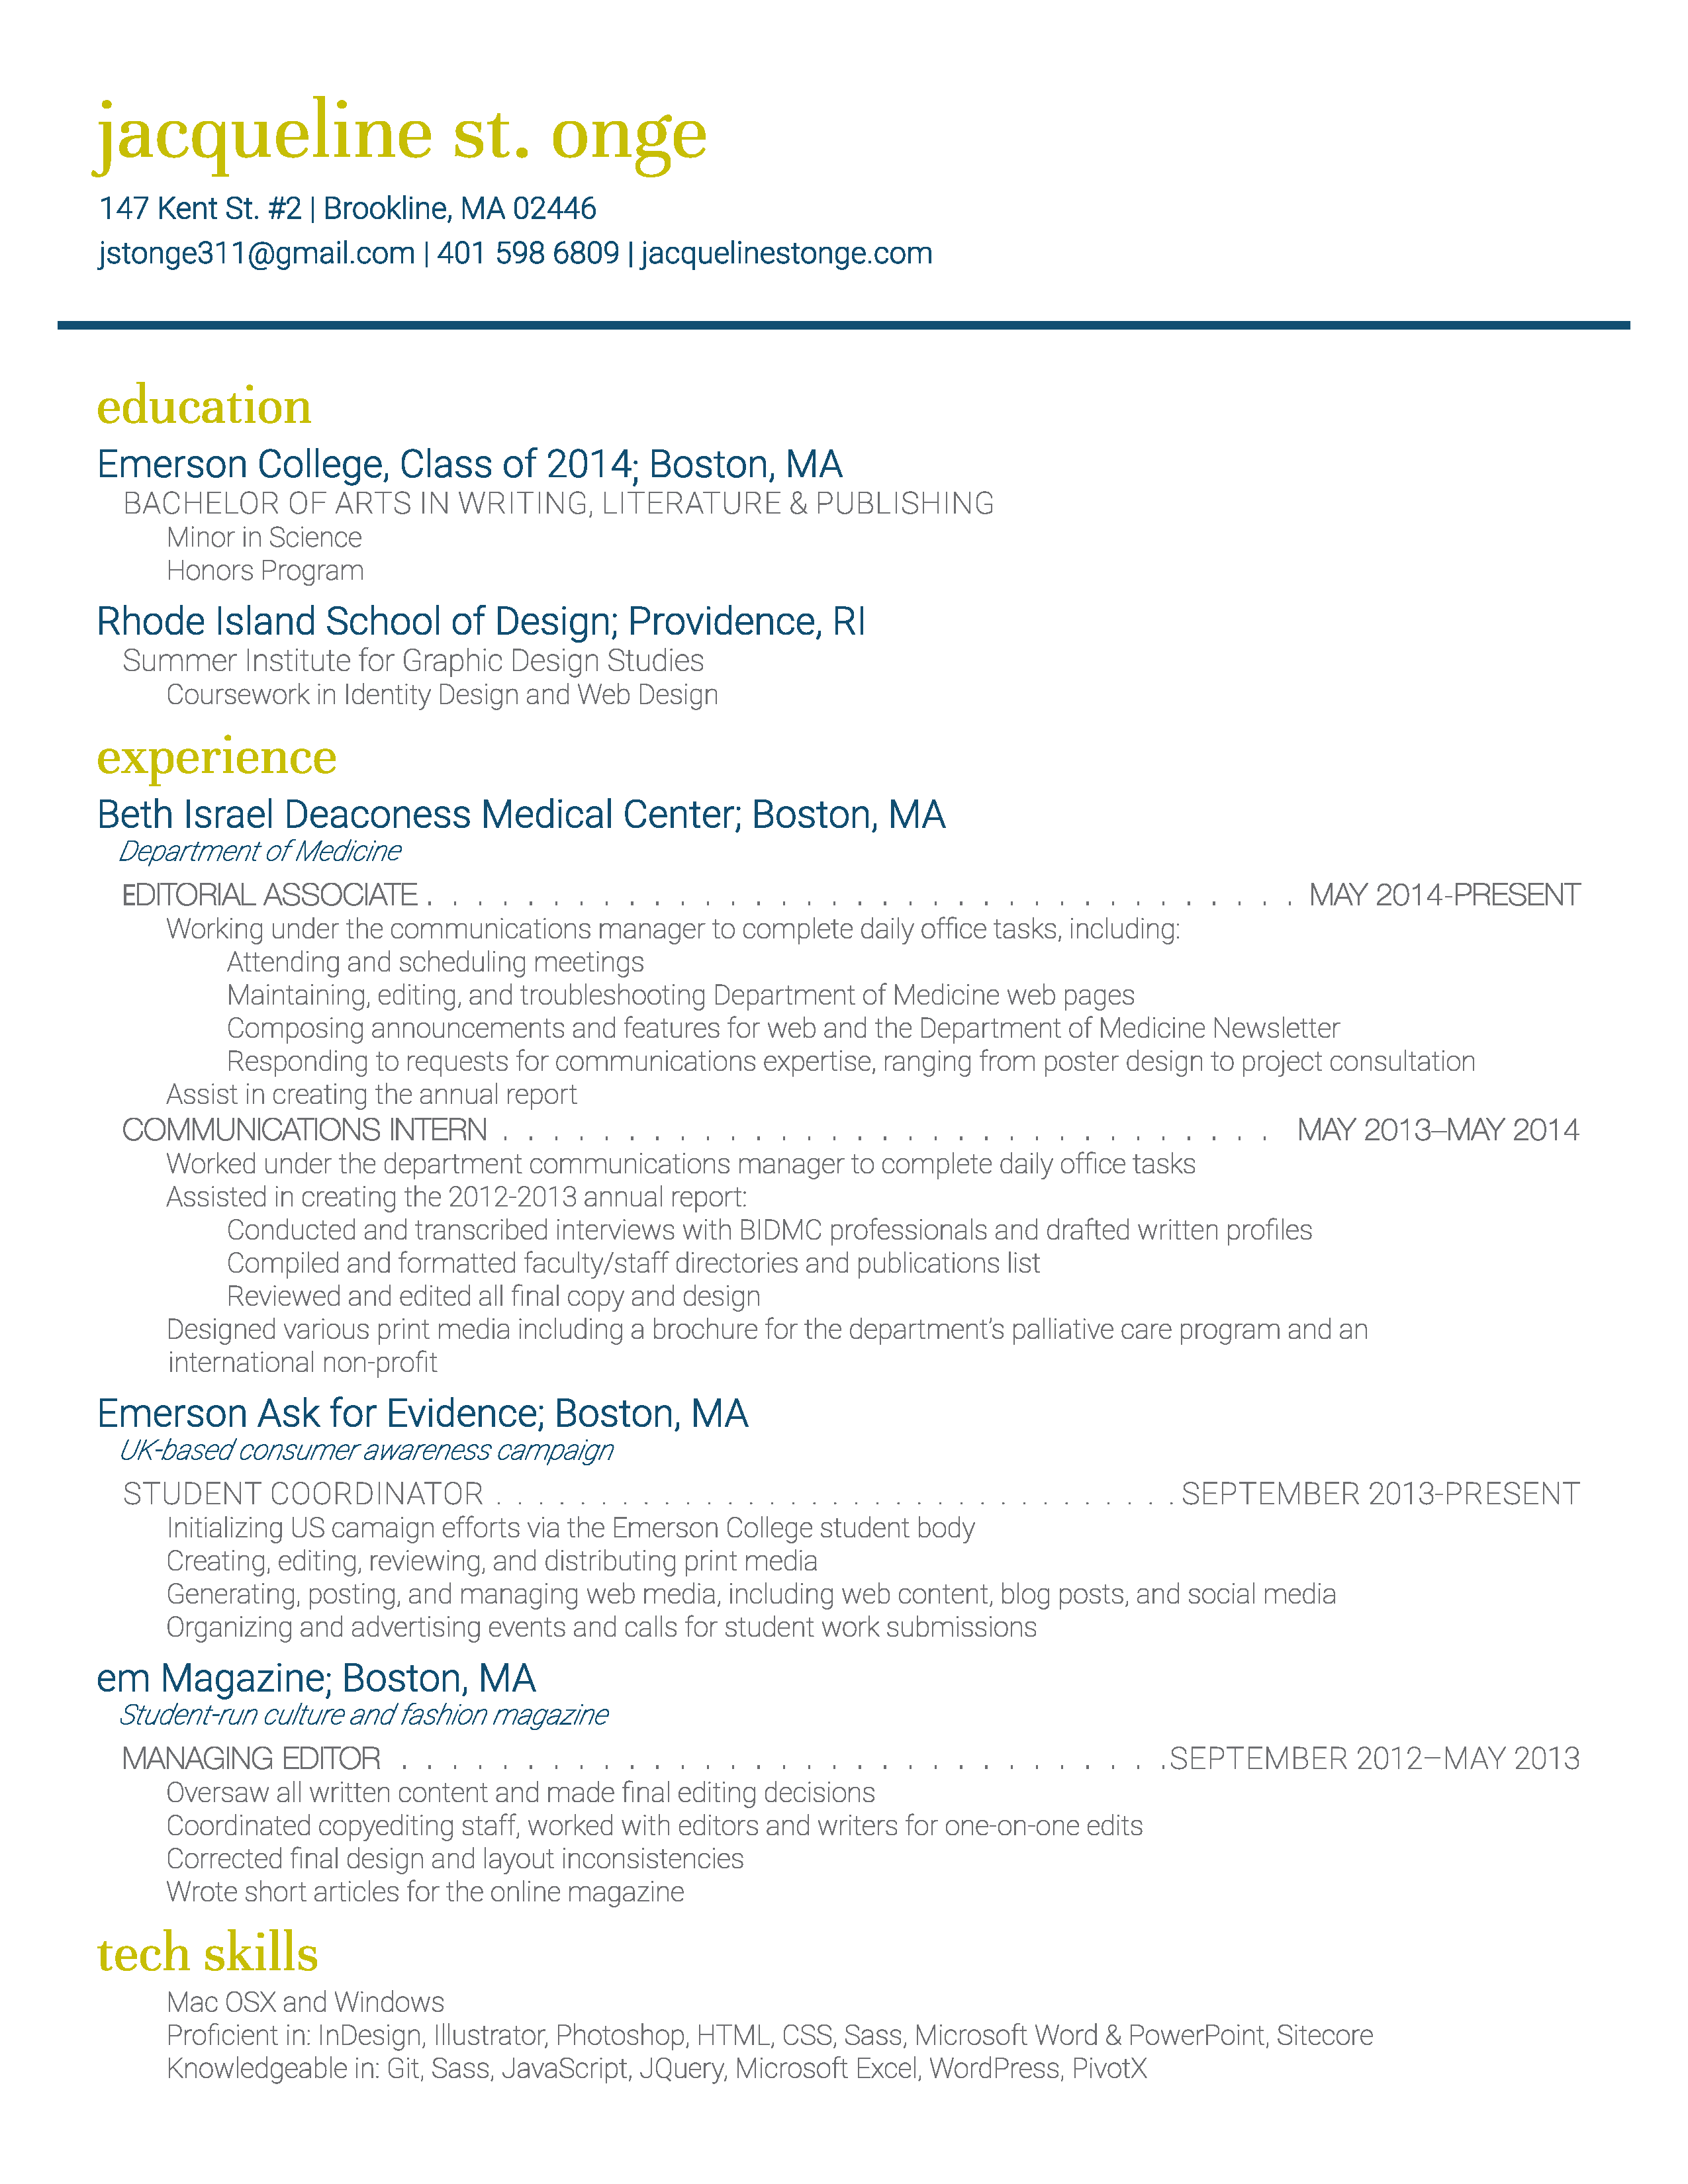 jacqueline st. onge
147 Kent St. #2 | Brookline, MA 02446
jstonge311@gmail.com | 401 598 6809 | jacquelinestonge.com
education
Emerson College, Class of 2014; Boston, MA
BACHELOR OF ARTS IN WRITING, LITERATURE & PUBLISHING
Minor in Science
Honors Program
Rhode Island School of Design; Providence, RI
Summer Institute for Graphic Design Studies
Coursework in Identity Design and Web Design
experience
Beth Israel Deaconess Medical Center; Boston, MA
Department of Medicine
EDITORIAL ASSOCIATE . . . . . . . . . . . . . . . . . . . . . . . . . . . . . . . . . . . MAY 2014-PRESENT
Working under the communications manager to complete daily office tasks, including:
Attending and scheduling meetings
Maintaining, editing, and troubleshooting Department of Medicine web pages
Composing announcements and features for web and the Department of Medicine Newsletter
Responding to requests for communications expertise, ranging from poster design to project consultation
Assist in creating the annual report
COMMUNICATIONS INTERN . . . . . . . . . . . . . . . . . . . . . . . . . . . . . . . MAY 2013–MAY 2014
Worked under the department communications manager to complete daily office tasks
Assisted in creating the 2012-2013 annual report:
Conducted and transcribed interviews with BIDMC professionals and drafted written profiles
Compiled and formatted faculty/staff directories and publications list
Reviewed and edited all final copy and design
Designed various print media including a brochure for the department’s palliative care program and an
international non-profit
Emerson Ask for Evidence; Boston, MA
UK-based consumer awareness campaign
STUDENT COORDINATOR . . . . . . . . . . . . . . . . . . . . . . . . . . . . . . . . . SEPTEMBER 2013-PRESENT
Initializing US camaign efforts via the Emerson College student body
Creating, editing, reviewing, and distributing print media
Generating, posting, and managing web media, including web content, blog posts, and social media
Organizing and advertising events and calls for student work submissions
em Magazine; Boston, MA
Student-run culture and fashion magazine
MANAGING EDITOR . . . . . . . . . . . . . . . . . . . . . . . . . . . . . . . SEPTEMBER 2012–MAY 2013
Oversaw all written content and made final editing decisions
Coordinated copyediting staff, worked with editors and writers for one-on-one edits
Corrected final design and layout inconsistencies
Wrote short articles for the online magazine
tech skills
Mac OSX and Windows
Proficient in: InDesign, Illustrator, Photoshop, HTML, CSS, Sass, Microsoft Word & PowerPoint, Sitecore
Knowledgeable in: Git, Sass, JavaScript, JQuery, Microsoft Excel, WordPress, PivotX